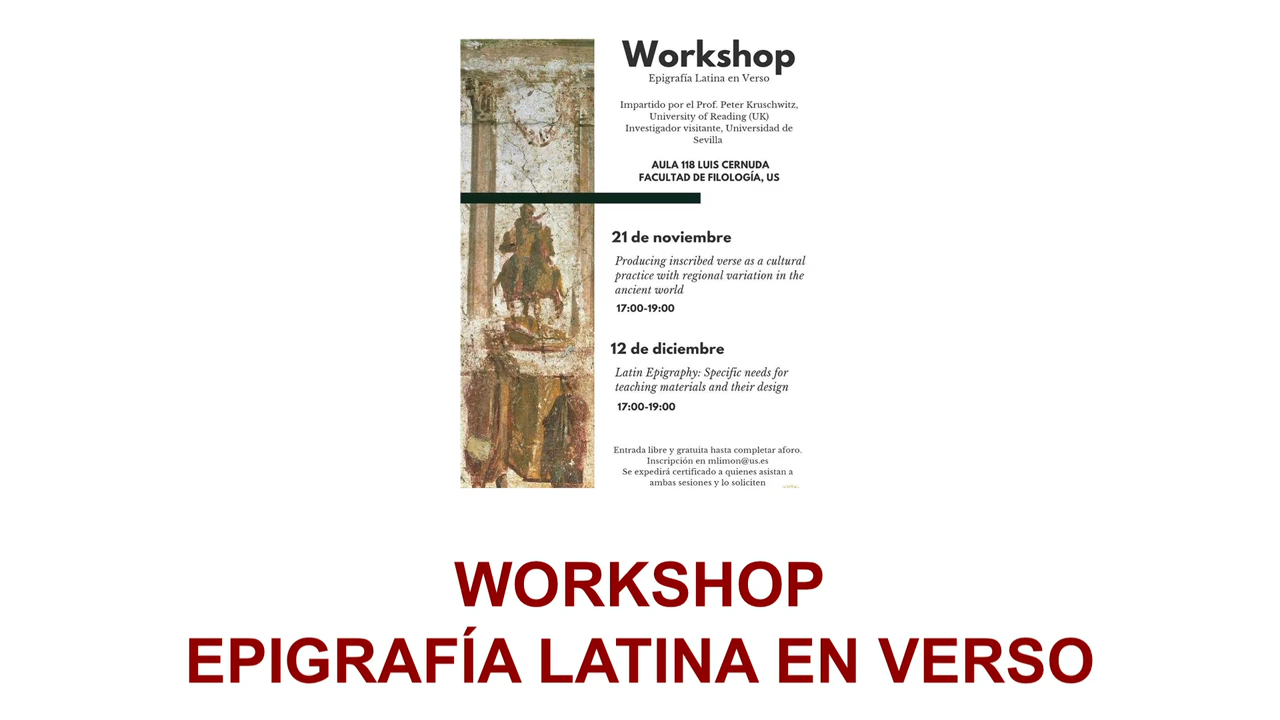 Workshop
Epigrafía Latina en Verso
Impartido por el Prof. Peter Kruschwitz,
University of Reading (UK)
Investigador visitante, Universidad de
Sevilla
AULA 118 LUIS CERNUDA
FACULTAD DE FILOLOGÍA, US
21 de noviembre
Producing inscribed verse as a cultural
practice with regional variation in the
ancient world
17:00-19:00
12 de diciembre
Latin Epigraphy: Specific needs for
teaching materials and their design
17:00-19:00
Entrada libre y gratuita hasta completar aforo.
Inscripción en mlimon@us.es
Se expedirá certificado a quienes asistan a
ambas sesiones y lo soliciten
WORKSHOP
EPIGRAFÍA LATINA EN VERSO